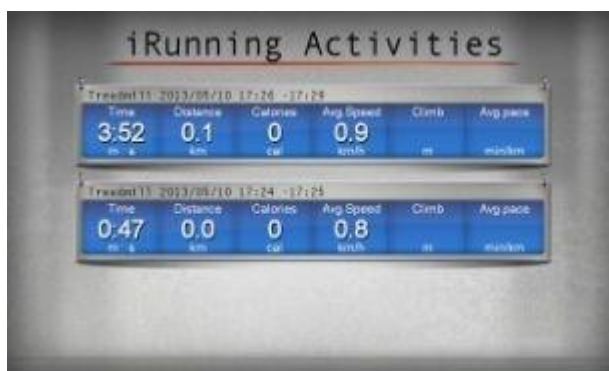 iRunning Activities
Treadmill 2013/05/10 17:26 -17:29
Time Distance Calories Avg.Speed Climb Avg.pace
3:52 0.1 0 0.9
m s km cal km/h m min/km
Treadmill 2013/05/10 17:24 -17:25
Time Distance Calories Avg.Speed Climb Avg.pace
0:47 0.0 0 0.8
m s km cal km/h m min/km